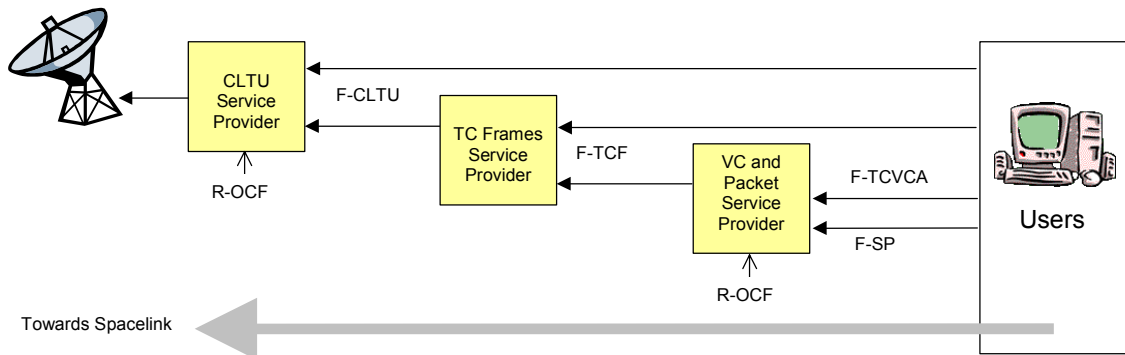 CLTU
Service
Provider
F-CLTU
R-OCF
TC Frames
Service
Provider
F-TCF
VC and
Packet
Service
Provider
F-TCVCA
F-SP
R-OCF
Users
Towards Spacelink